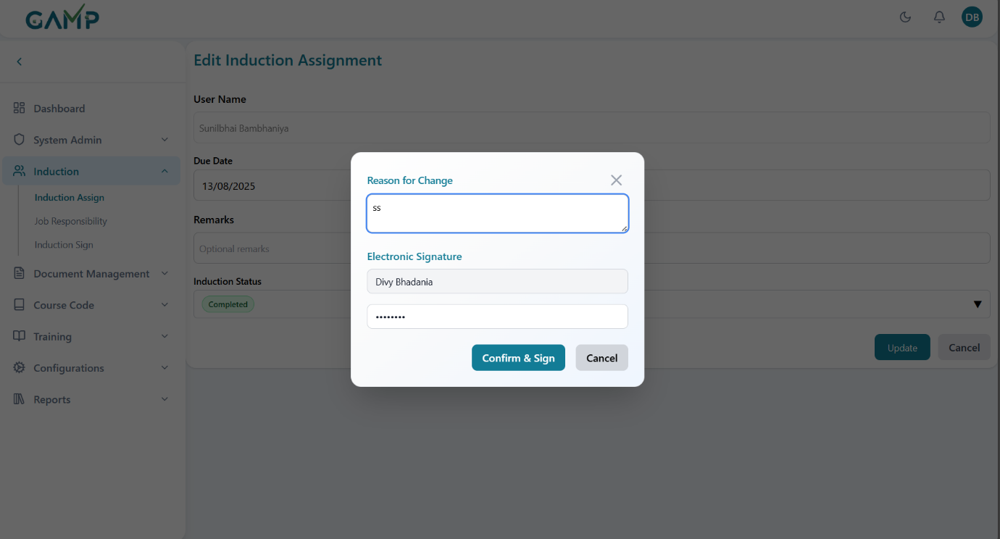 GAMP
DB
Edit Induction Assignment
Dashboard
System Admin
Induction
Induction Assign
Job Responsibility
Induction Sign
Document Management
Course Code
Training
Configurations
Reports
User Name
Sunilbhai Bambhaniya
Due Date
13/08/2025
Remarks
Optional remarks
Induction Status
Completed
Update
Cancel
Reason for Change
ss
Electronic Signature
Divy Bhadania
••••••••
Confirm & Sign
Cancel